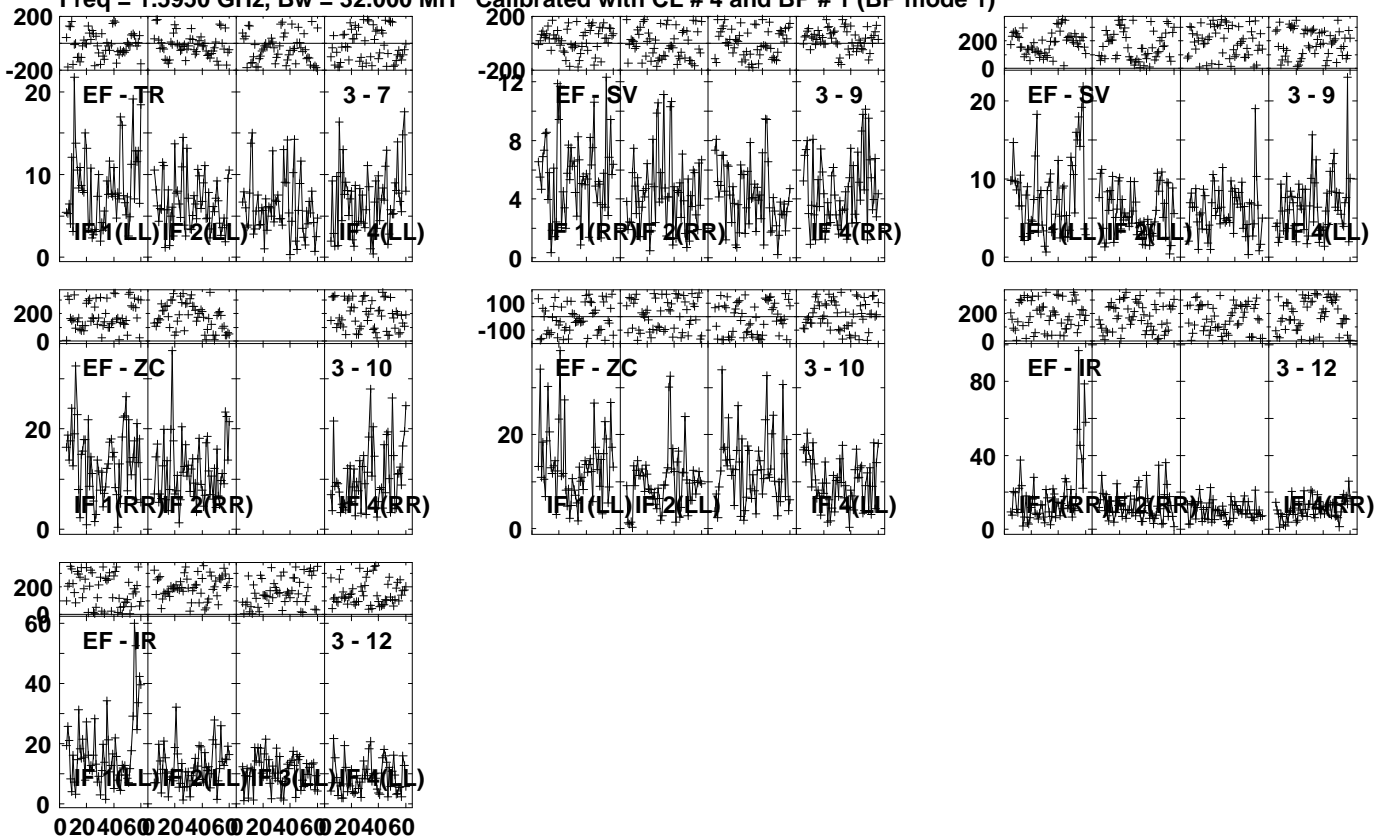 Freq = 1.5950 GHz, Bw = 32.000 MH Calibrated with CL # 4 and BP # 1 (BP mode 1)
200
-200
20
10
0
EF - TR
3 - 7
IF 1(LL)
IF 2(LL)
IF 4(LL)
200
-200
12
8
4
0
EF - SV
3 - 9
IF 1(RR)
IF 2(RR)
IF 4(RR)
200
0
20
10
0
EF - SV
3 - 9
IF 1(LL)
IF 2(LL)
IF 4(LL)
200
0
20
0
EF - ZC
3 - 10
IF 1(RR)
IF 2(RR)
IF 4(RR)
100
-100
20
0
EF - ZC
3 - 10
IF 1(LL)
IF 2(LL)
IF 4(LL)
200
0
80
40
0
EF - IR
3 - 12
IF 1(RR)
IF 2(RR)
IF 4(RR)
200
0
60
40
20
0
EF - IR
3 - 12
IF 1(LL)
IF 2(LL)
IF 3(LL)
IF 4(LL)
0 20 40 60 0 20 40 60 0 20 40 60 0 20 40 60